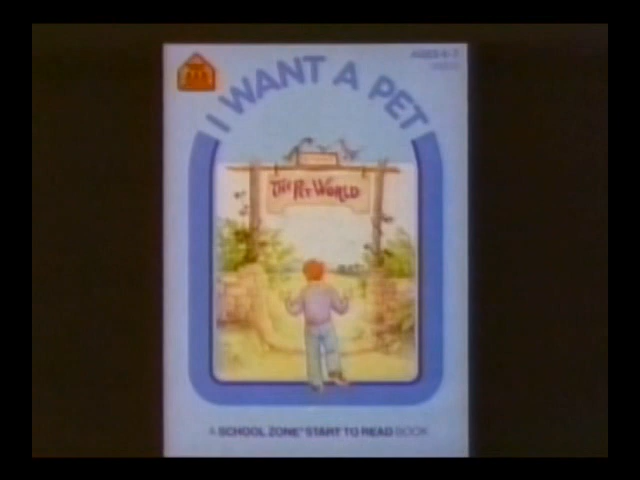 AGES 4-7
I WANT A PET
THE PET WORLD
A SCHOOL ZONE® START TO READ BOOK